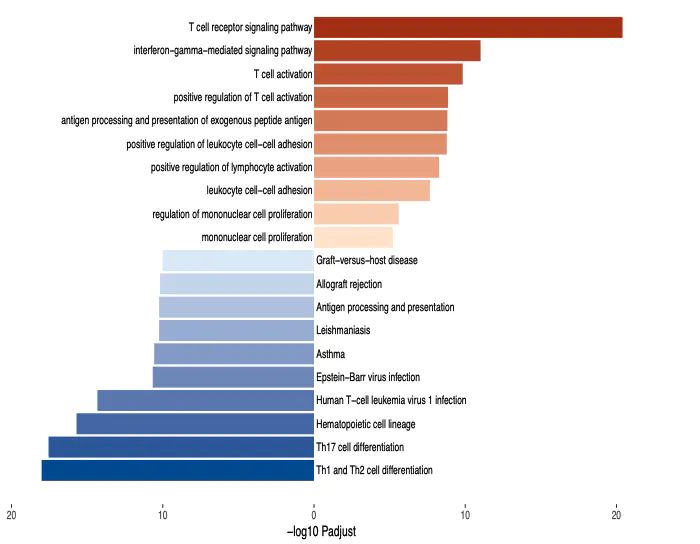 T cell receptor signaling pathway
interferon−gamma−mediated signaling pathway
T cell activation
positive regulation of T cell activation
antigen processing and presentation of exogenous peptide antigen
positive regulation of leukocyte cell−cell adhesion
positive regulation of lymphocyte activation
leukocyte cell−cell adhesion
regulation of mononuclear cell proliferation
mononuclear cell proliferation
Graft−versus−host disease
Allograft rejection
Antigen processing and presentation
Leishmaniasis
Asthma
Epstein−Barr virus infection
Human T−cell leukemia virus 1 infection
Hematopoietic cell lineage
Th17 cell differentiation
Th1 and Th2 cell differentiation
20 10 0 10 20
−log10 Padjust